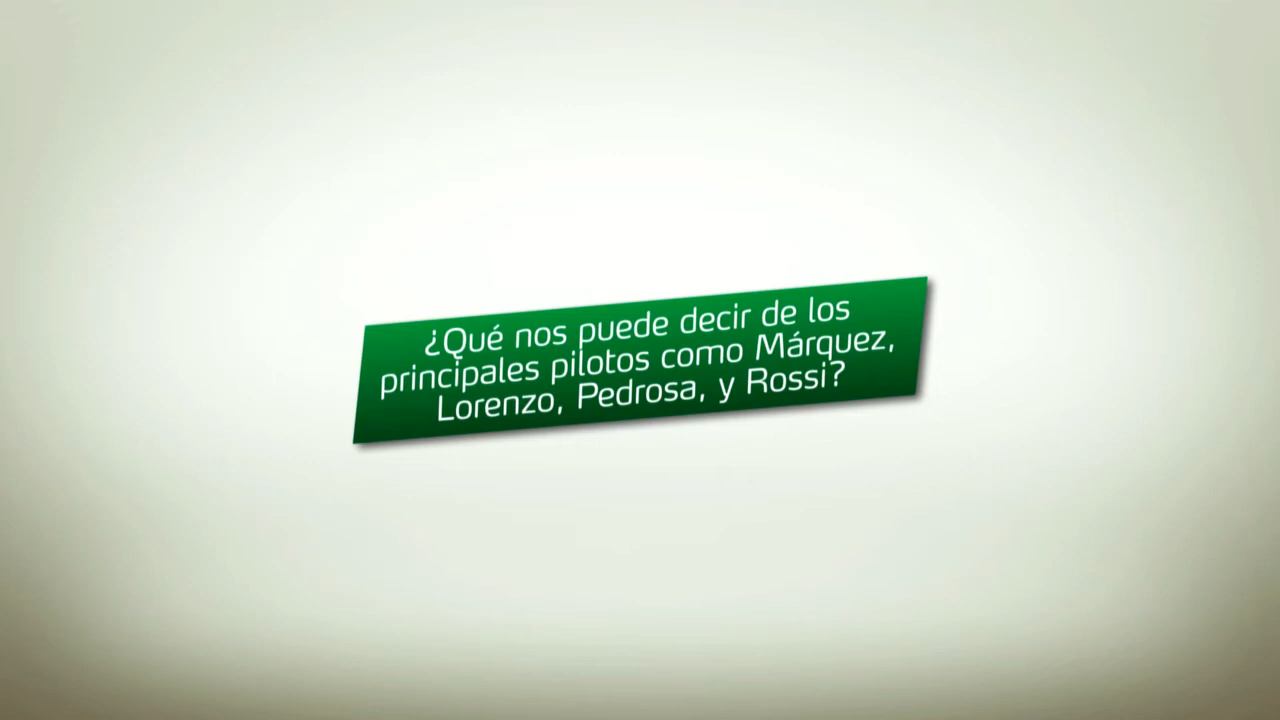 ¿Qué nos puede decir de los
principales pilotos como Márquez,
Lorenzo, Pedrosa, y Rossi?